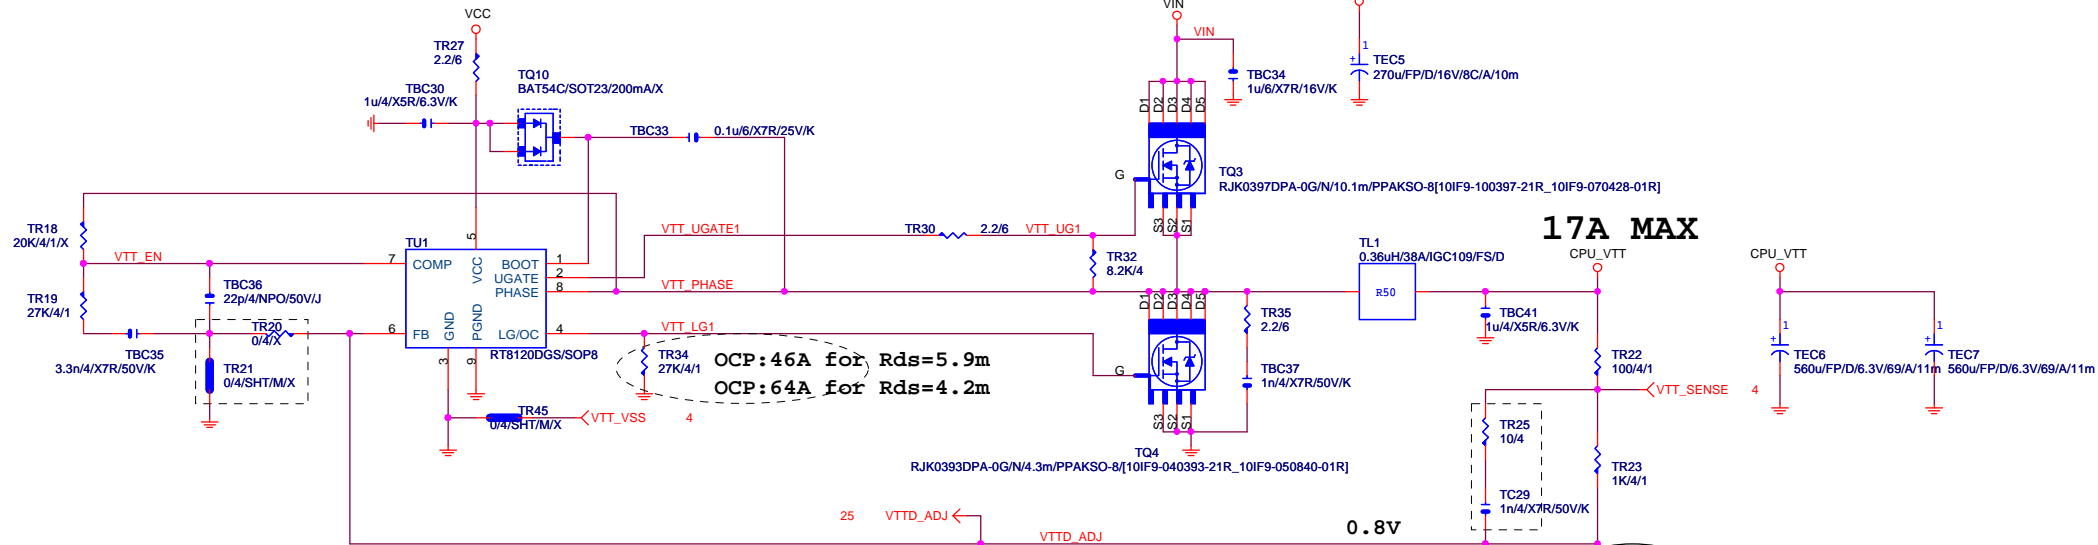 VCC
TR27
2.2/6
TBC30
1u/4/X5R/6.3V/K
TQ10
BAT54C/SOT23/200mA/X
TBC33
0.1u/6/X7R/25V/K
VIN
VIN
TBC34
1u/6/X7R/16V/K
1
+
TEC5
270u/FP/D/16V/8C/A/10m
D1
D2
D3
D4
D5
G
S3
S2
S1
TQ3
RJK0397DPA-0G/N/10.1m/PPAKSO-8[10IF9-100397-21R_10IF9-070428-01R]
TR18
20K/4/1/X
VTT_EN
TR19
27K/4/1
TBC35
3.3n/4/X7R/50V/K
TBC36
22p/4/NPO/50V/J
TR20
0/4/X
TR21
0/4/SHT/M/X
TU1
7
COMP
6
FB
5
VCC
GND
3
PGND
9
BOOT
1
UGATE
2
PHASE
8
LG/OC
4
RT8120DGS/SOP8
VTT_UGATE1
TR30
2.2/6
VTT_UG1
TR32
8.2K/4
VTT_PHASE
VTT_LG1
TR34
27K/4/1
OCP:46A for Rds=5.9m
OCP:64A for Rds=4.2m
TR45
0/4/SHT/M/X
VTT_VSS
4
D1
D2
D3
D4
D5
G
S3
S2
S1
TQ4
RJK0393DPA-0G/N/4.3m/PPAKSO-8/[10IF9-040393-21R_10IF9-050840-01R]
TR35
2.2/6
TBC37
1n/4/X7R/50V/K
17A MAX
TL1
0.36uH/38A/IGC109/FS/D
R50
CPU_VTT
TBC41
1u/4/X5R/6.3V/K
TR22
100/4/1
VTT_SENSE
4
TR25
10/4
TC29
1n/4/X7R/50V/K
TR23
1K/4/1
CPU_VTT
1
+
TEC6
560u/FP/D/6.3V/69/A/11m
1
+
TEC7
560u/FP/D/6.3V/69/A/11m
25
VTTD_ADJ
VTTD_ADJ
0.8V